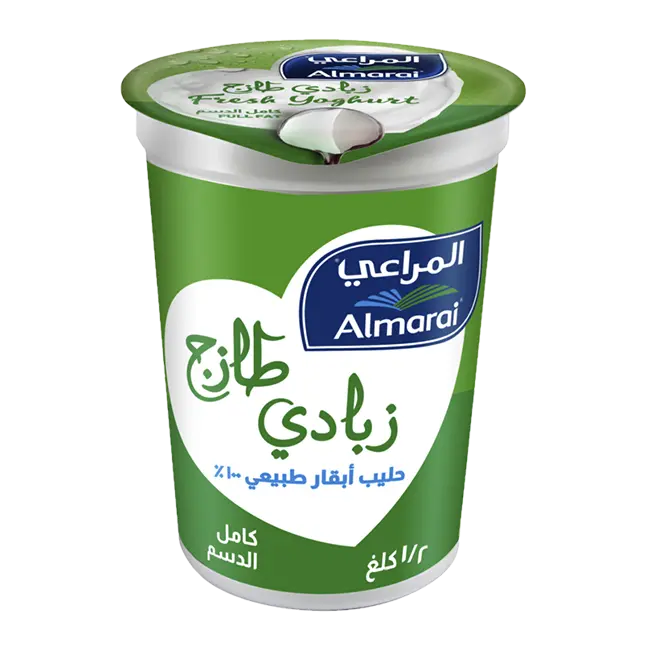 المراعي
Almarai
زبادي طازج
Fresh Yoghurt
كامل الدسم
FULL FAT
المراعي
Almarai
طازج
زبادي
حليب أبقار طبيعي ١٠٠٪
كامل
الدسم
١/٢ كلغ